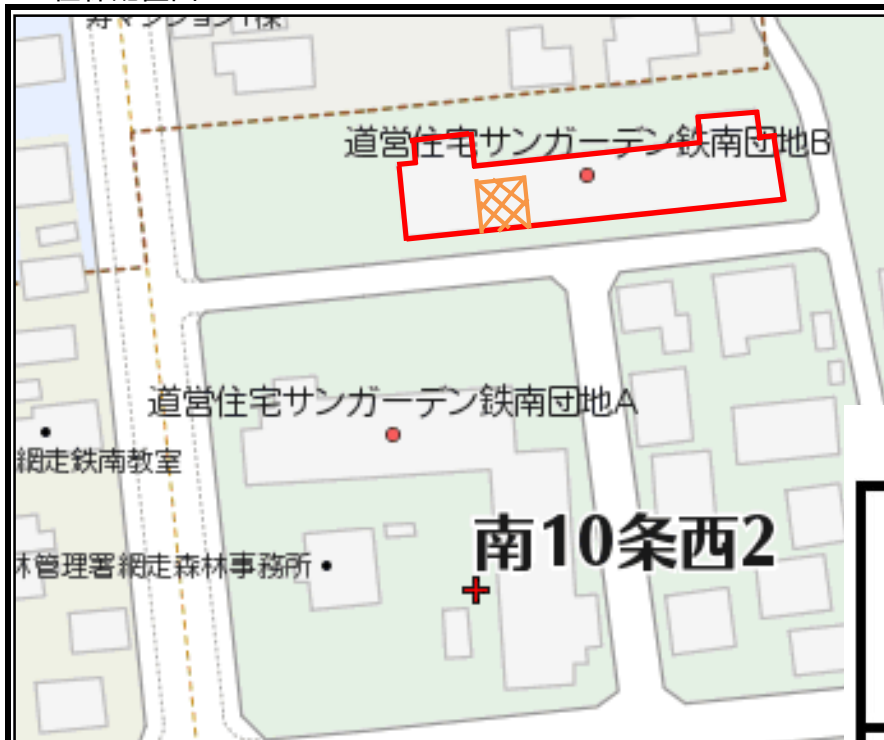 道営住宅サンガーデン鉄南団地B
道営住宅サンガーデン鉄南団地A
網走鉄南教室
南10条西2
林管理署網走森林事務所